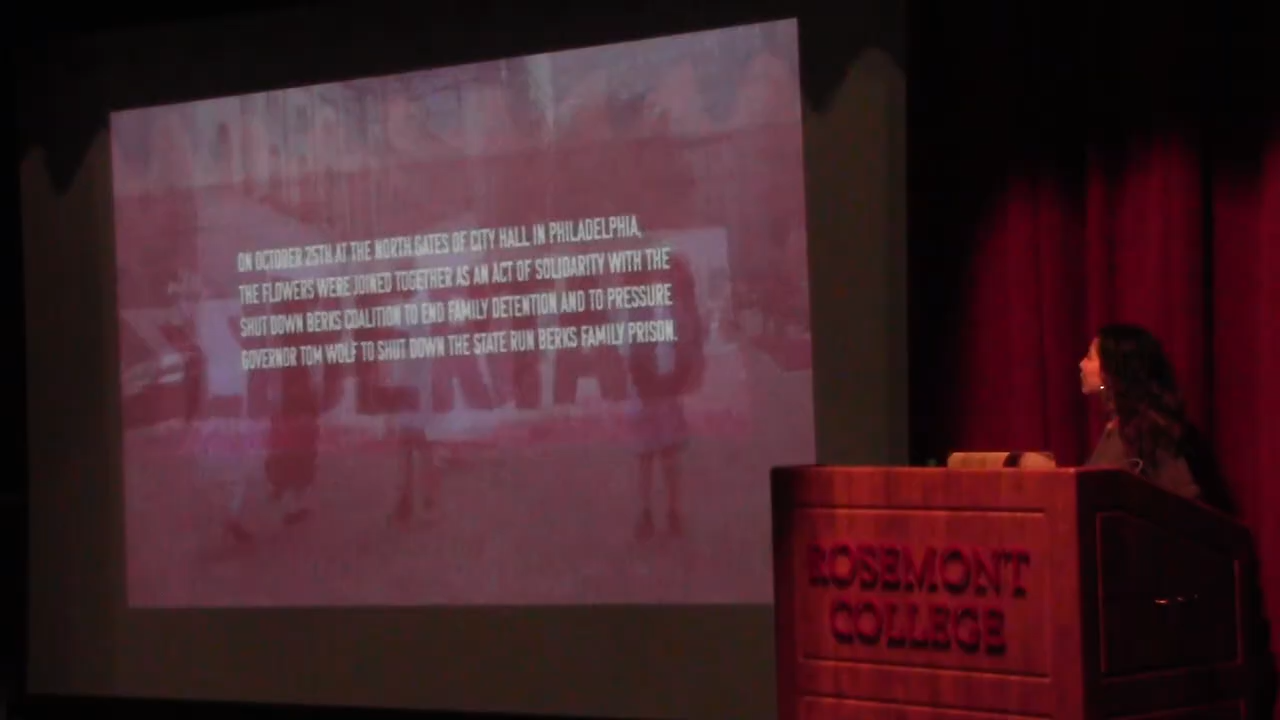 ON OCTOBER 25TH AT THE NORTH GATES OF CITY HALL IN PHILADELPHIA,
THE FLOWERS WERE JOINED TOGETHER AS AN ACT OF SOLIDARITY WITH THE
SHUT DOWN BERKS COALITION TO END FAMILY DETENTION AND TO PRESSURE
GOVERNOR TOM WOLF TO SHUT DOWN THE STATE RUN BERKS FAMILY PRISON.
ROSEMONT
COLLEGE